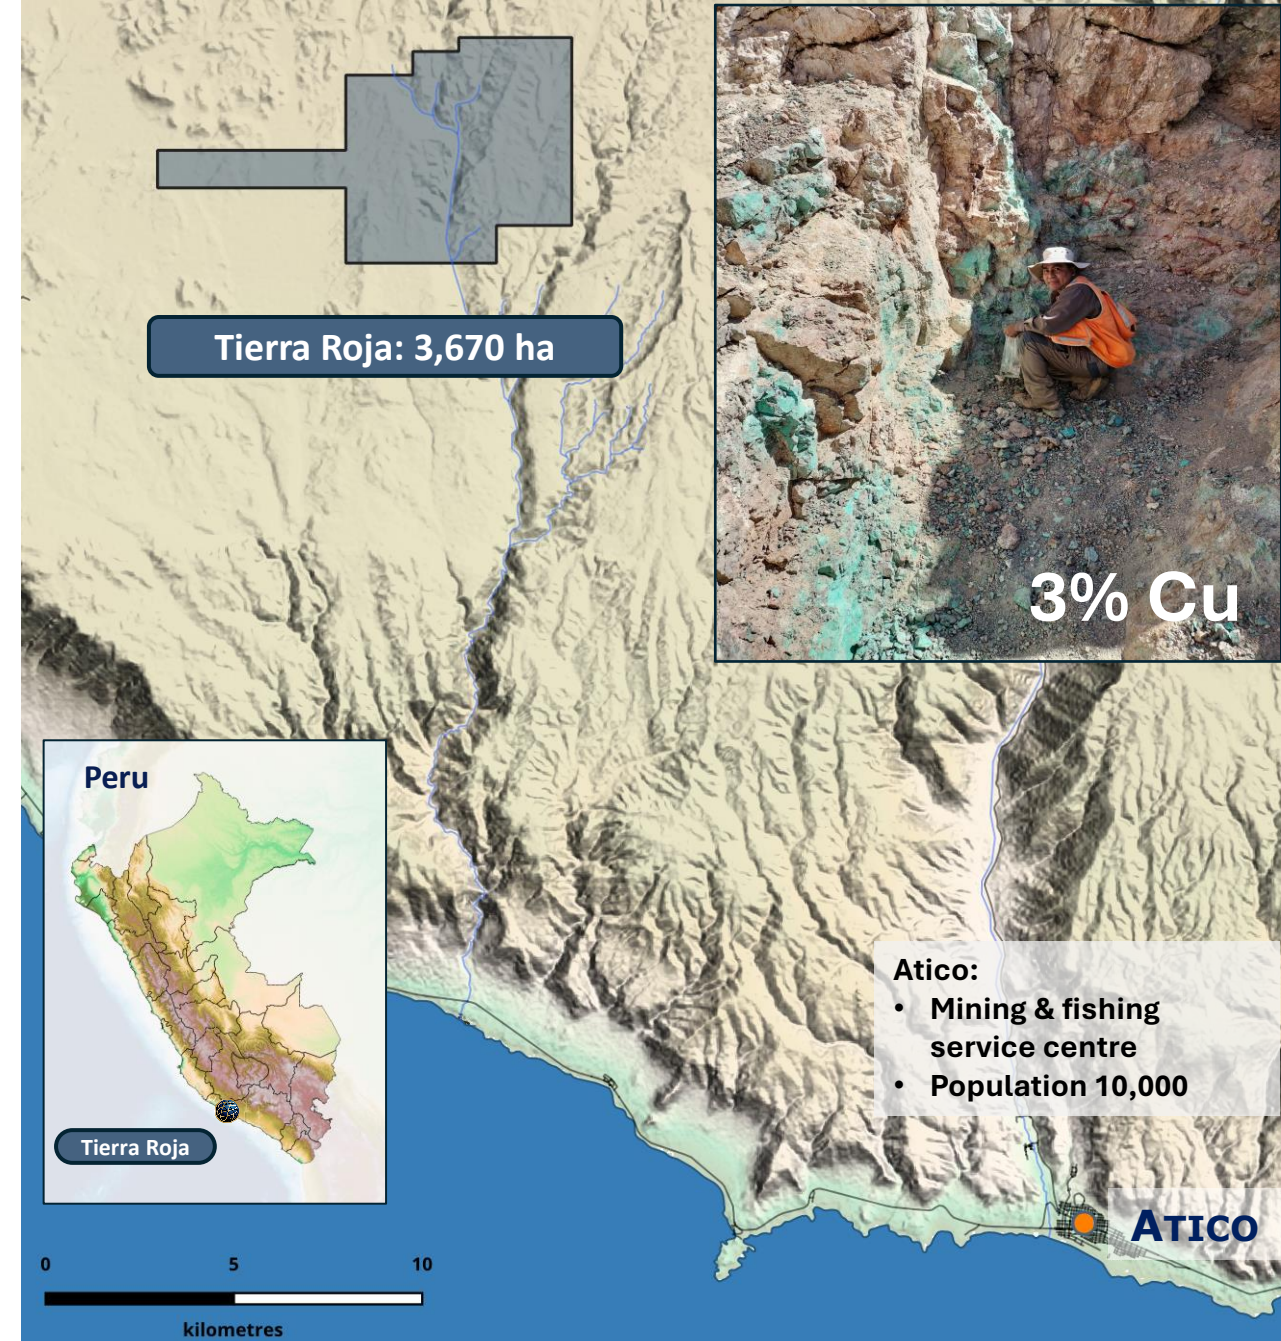 Tierra Roja: 3,670 ha
3% Cu
Peru
Tierra Roja
Atico:
• Mining & fishing
service centre
• Population 10,000
ATICO
0 5 10
kilometres